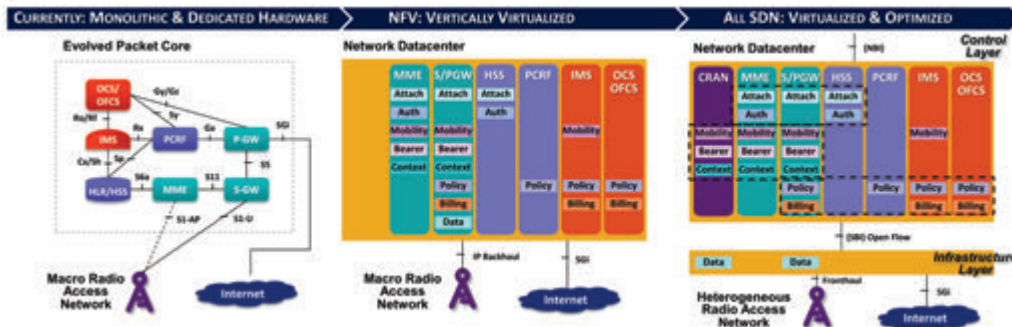 CURRENTLY: MONOLITHIC & DEDICATED HARDWARE
Evolved Packet Core
OCS/
OFCS
Gy/Gz
Ro/Rf
Sy
SGi
IMS
Rx
PCRF
Gx
P-GW
Cx/Sh
Sp
S5
HLR/HSS
S6a
MME
S11
S-GW
S1-AP
S1-U
Macro Radio
Access
Network
Internet
NFV: VERTICALLY VIRTUALIZED
Network Datacenter
MME S/PGW HSS PCRF IMS OCS
OFCS
Attach Attach Attach
Auth Auth Auth
Mobility Mobility Mobility
Bearer Bearer
Context Context
Policy Policy Policy Policy
Billing Billing Billing
Data
IP Backhaul
SGi
Macro Radio
Access
Network
Internet
ALL SDN: VIRTUALIZED & OPTIMIZED
(NBI)
Control
Layer
Network Datacenter
CRAN MME S/PGW HSS PCRF IMS OCS
OFCS
Attach Attach Attach
Auth Auth Auth
Mobility Mobility Mobility Mobility
Bearer Bearer Bearer
Context Context Context
Policy Policy Policy Policy
Billing Billing Billing
(SBI) Open Flow
Data Data
Infrastructure
Layer
Fronthaul
SGi
Heterogeneous
Radio Access
Network
Internet